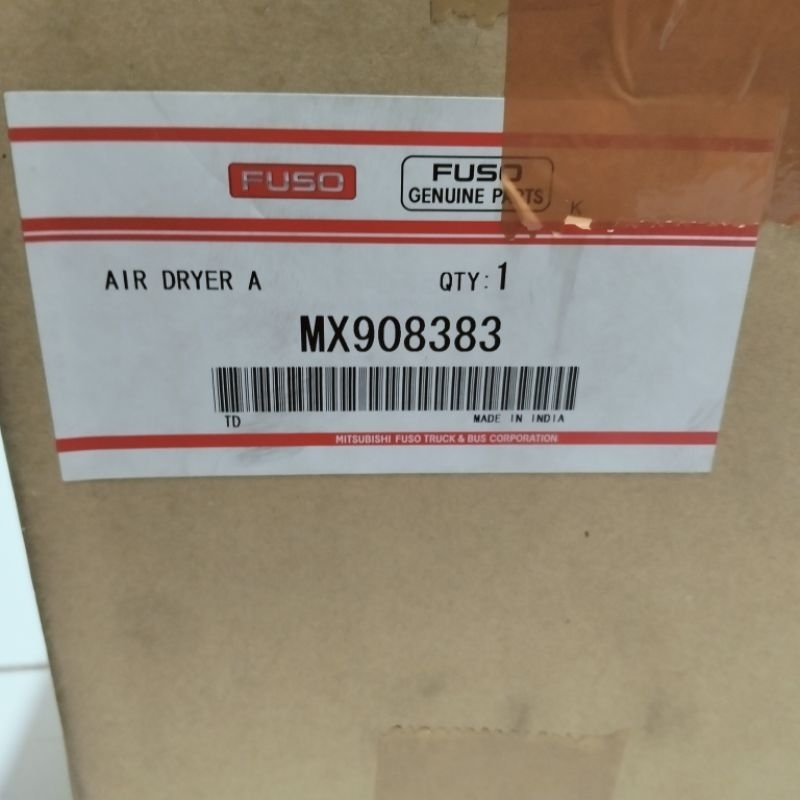 FUSO
FUSO
GENUINE PARTS
K
AIR DRYER A
QTY: 1
MX908383
TD
MADE IN INDIA
MITSUBISHI FUSO TRUCK & BUS CORPORATION